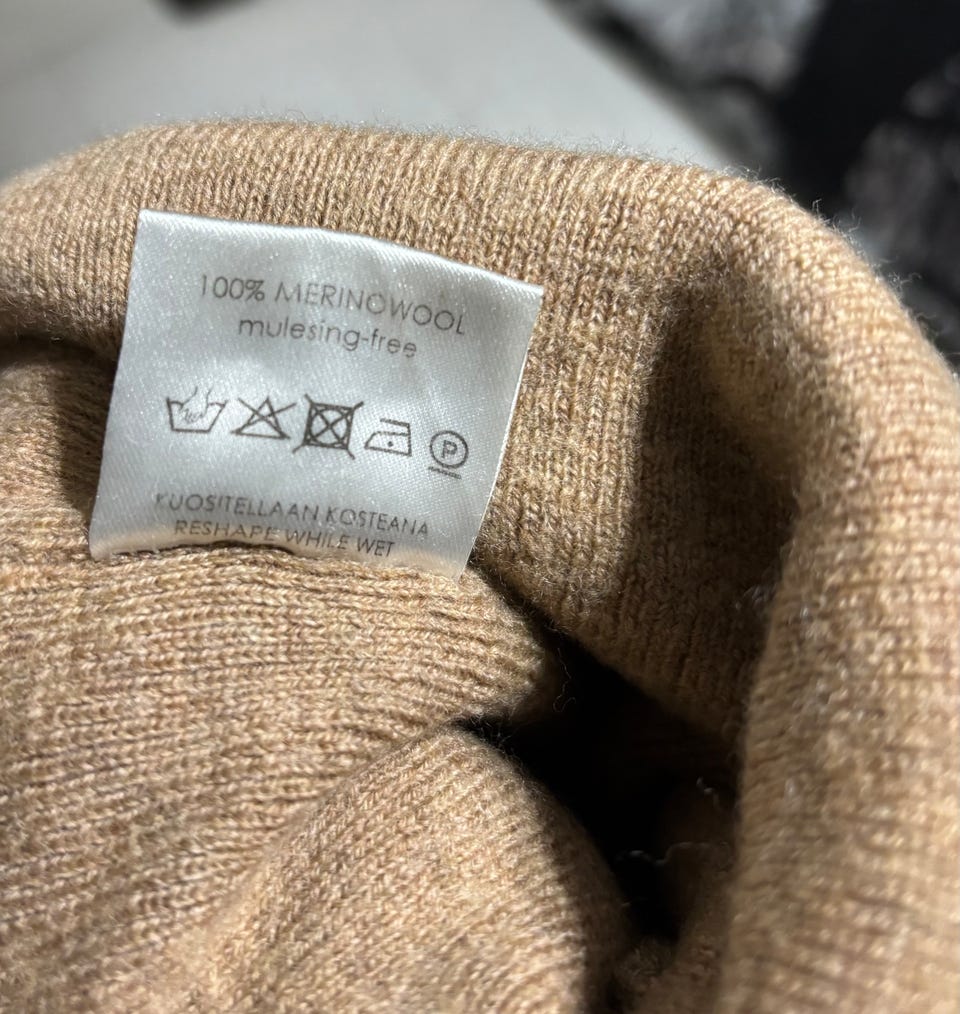 100% MERINOWOOL
mulesing-free
P
KUOSITELLAAN KOSTEANA
RESHAPE WHILE WET